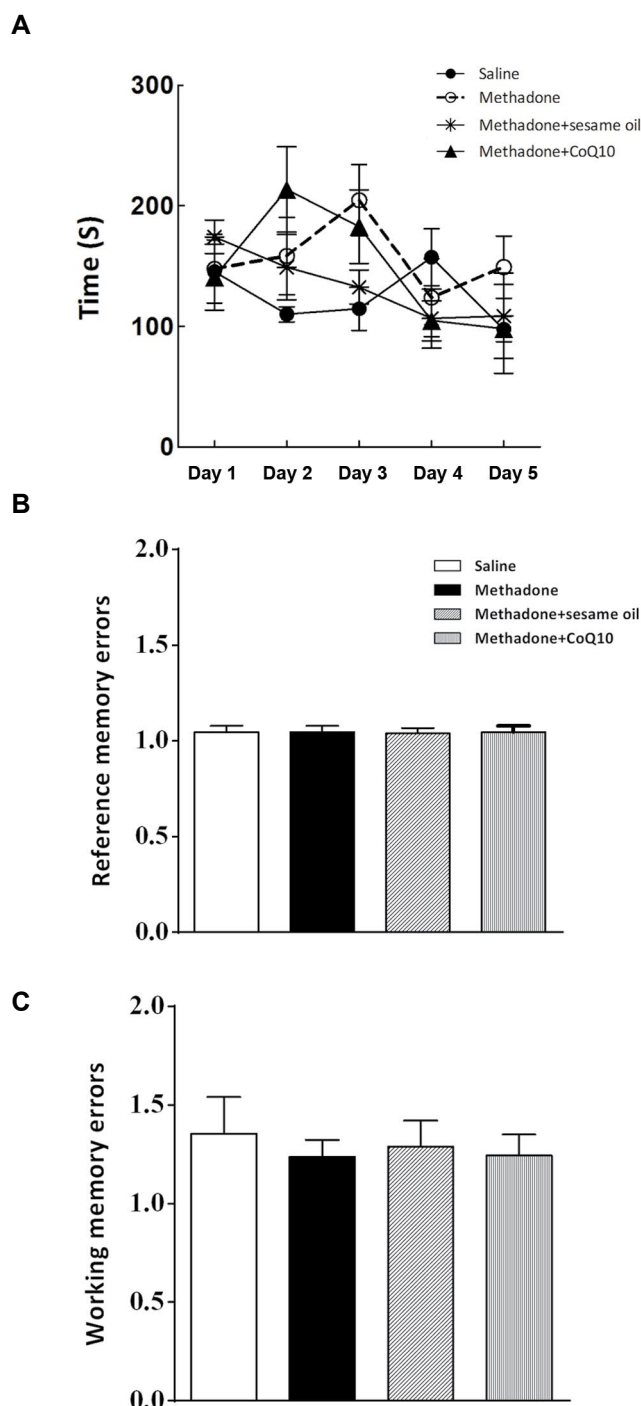 A
Saline
Methadone
Methadone+sesame oil
Methadone+CoQ10
300
200
100
0
Time (S)
Day 1 Day 2 Day 3 Day 4 Day 5
B
2.0
1.5
1.0
0.5
0.0
Reference memory errors
Saline
Methadone
Methadone+sesame oil
Methadone+CoQ10
C
2.0
1.5
1.0
0.5
0.0
Working memory errors